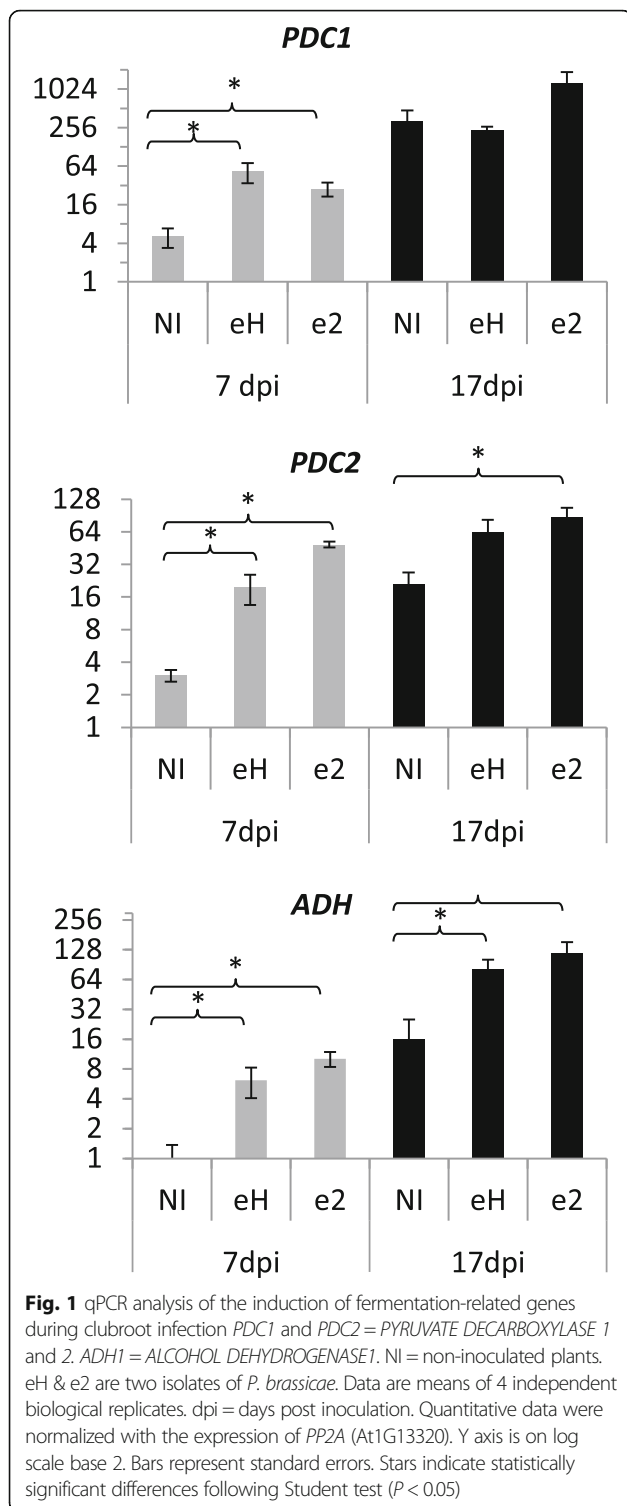 PDC1
*
*
1024
256
64
16
4
1
NI eH e2 NI eH e2
7 dpi 17dpi
PDC2
*
*
*
128
64
32
16
8
4
2
1
NI eH e2 NI eH e2
7dpi 17dpi
ADH
*
*
*
256
128
64
32
16
8
4
2
1
NI eH e2 NI eH e2
7dpi 17dpi
Fig. 1 qPCR analysis of the induction of fermentation-related genes
during clubroot infection PDC1 and PDC2 = PYRUVATE DECARBOXYLASE 1
and 2. ADH1 = ALCOHOL DEHYDROGENASE1. NI = non-inoculated plants.
eH & e2 are two isolates of P. brassicae. Data are means of 4 independent
biological replicates. dpi = days post inoculation. Quantitative data were
normalized with the expression of PP2A (At1G13320). Y axis is on log
scale base 2. Bars represent standard errors. Stars indicate statistically
significant differences following Student test (P < 0.05)